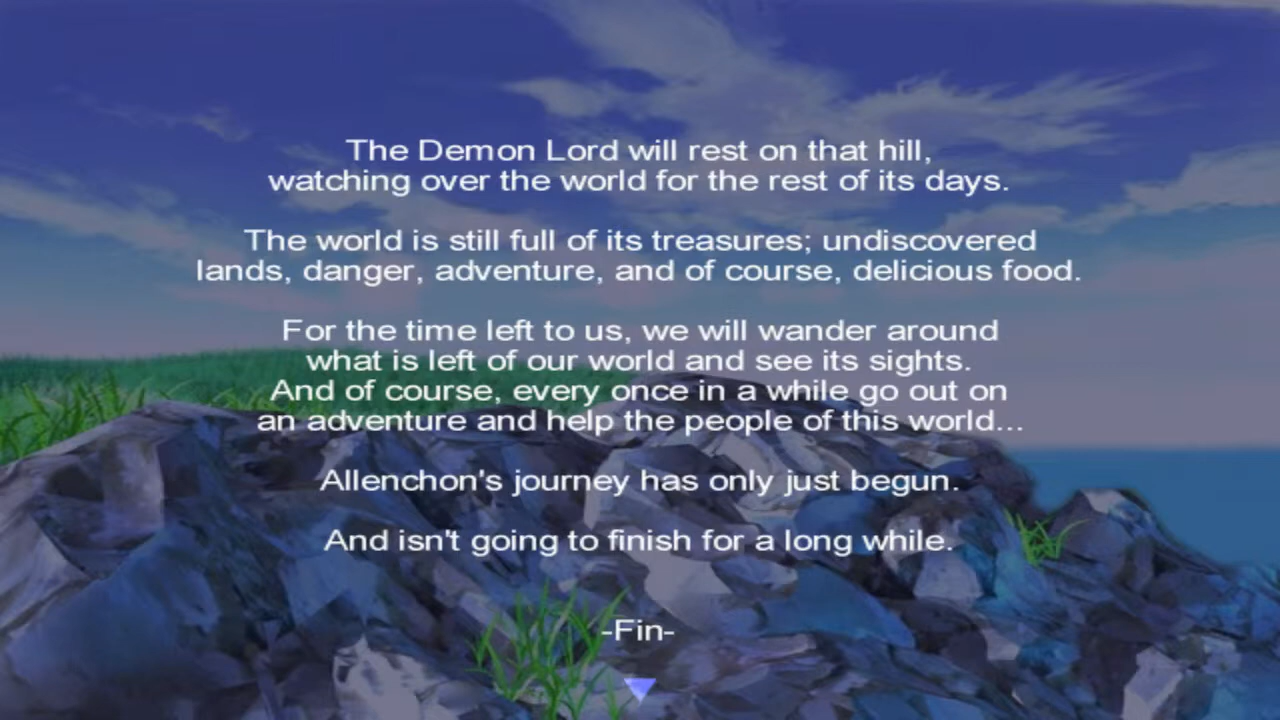 The Demon Lord will rest on that hill,
watching over the world for the rest of its days.
The world is still full of its treasures; undiscovered
lands, danger, adventure, and of course, delicious food.
For the time left to us, we will wander around
what is left of our world and see its sights.
And of course, every once in a while go out on
an adventure and help the people of this world...
Allenchon's journey has only just begun.
And isn't going to finish for a long while.
-Fin-